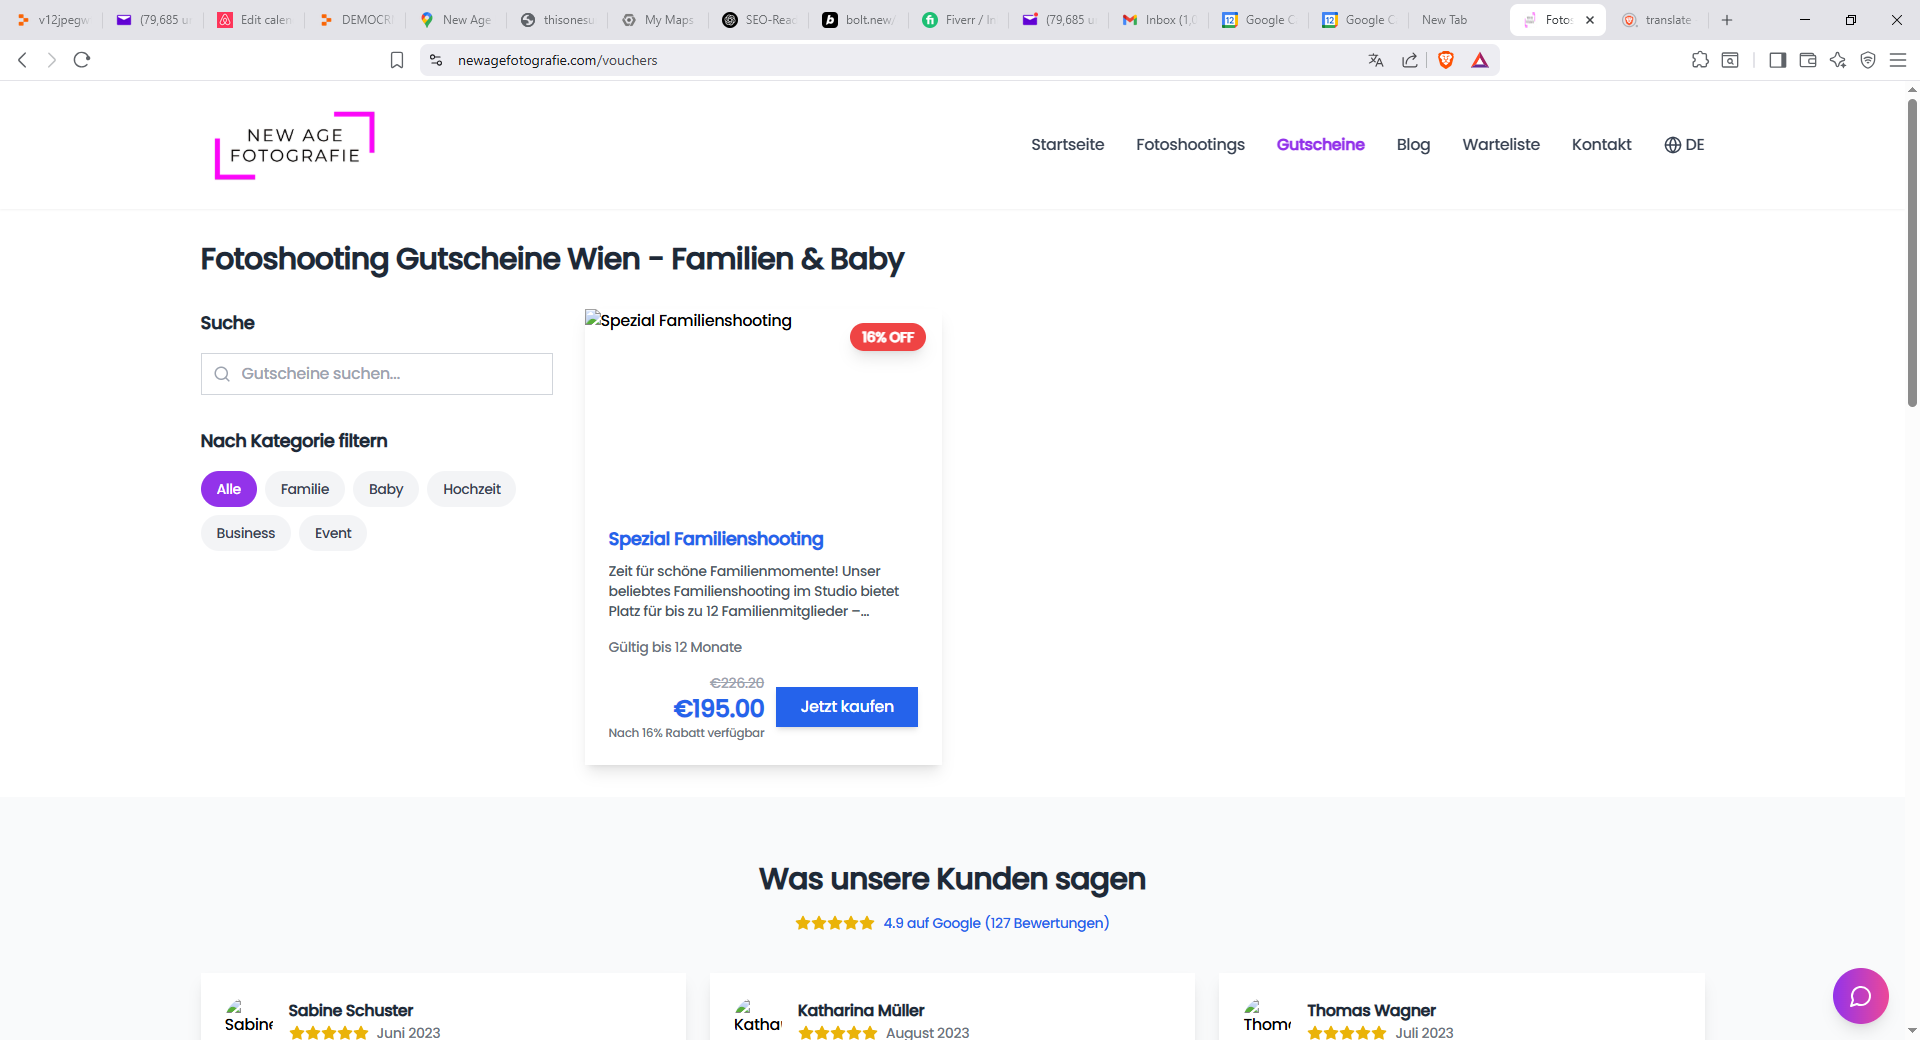 v12jpegw
(79,685 u
Edit calen
DEMOCR
New Age
thisonesu
My Maps
SEO-Reac
bolt.new/
Fiverr / In
(79,685 u
Inbox (1,0
Google C
Google C
New Tab
Fotos
translate
newagefotografie.com/vouchers
NEW AGE
FOTOGRAFIE
Startseite
Fotoshootings
Gutscheine
Blog
Warteliste
Kontakt
DE
Fotoshooting Gutscheine Wien - Familien & Baby
Suche
Gutscheine suchen...
Nach Kategorie filtern
Alle
Familie
Baby
Hochzeit
Business
Event
Spezial Familienshooting
16% OFF
Spezial Familienshooting
Zeit für schöne Familienmomente! Unser
beliebtes Familienshooting im Studio bietet
Platz für bis zu 12 Familienmitglieder –...
Gültig bis 12 Monate
€226.20
€195.00
Nach 16% Rabatt verfügbar
Jetzt kaufen
Was unsere Kunden sagen
4.9 auf Google (127 Bewertungen)
Sabine
Sabine Schuster
Juni 2023
Katha
Katharina Müller
August 2023
Thom
Thomas Wagner
Juli 2023